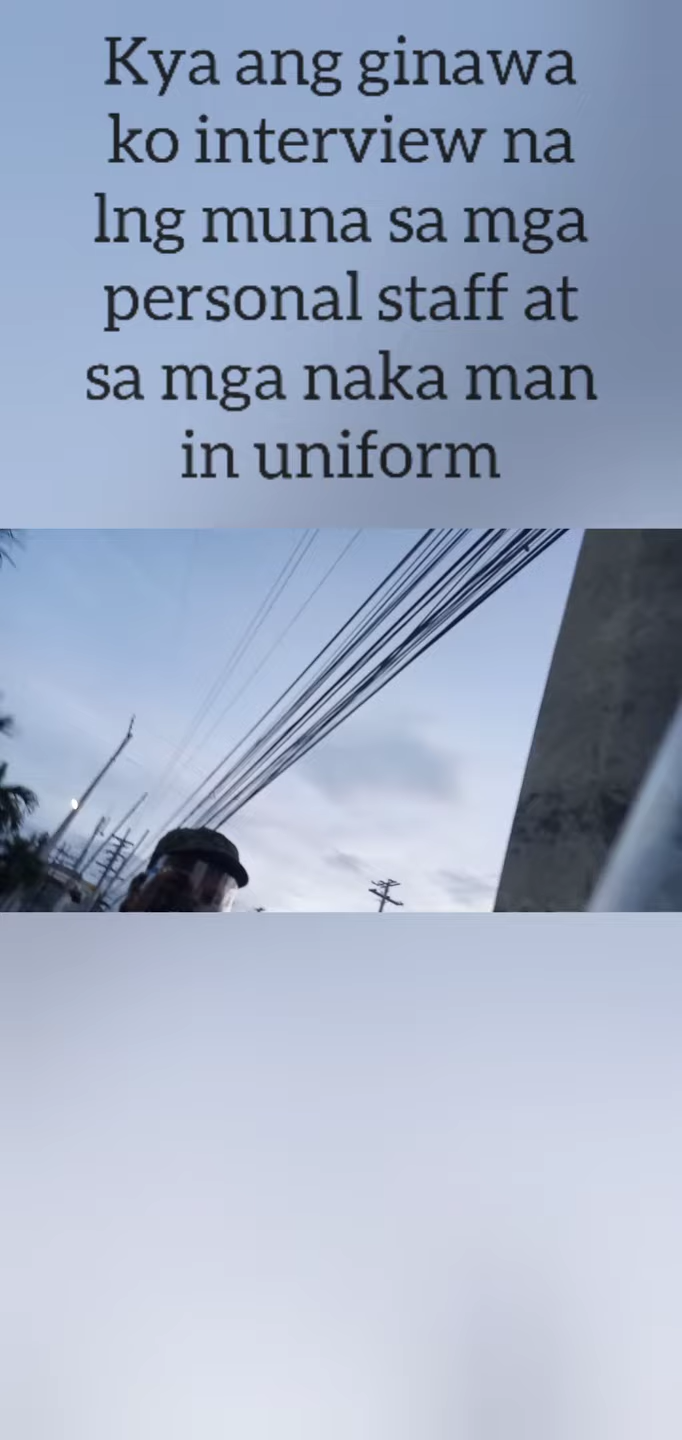 Kya ang ginawa
ko interview na
lng muna sa mga
personal staff at
sa mga naka man
in uniform